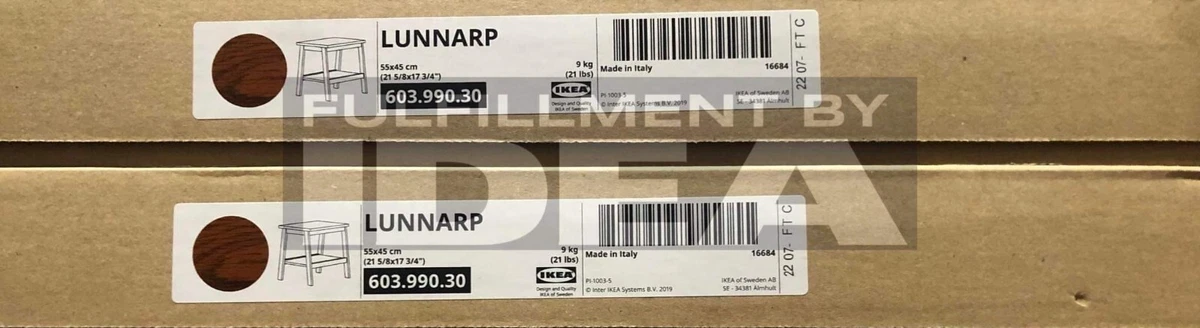 LUNNARP
55x45 cm
(21 5/8x17 3/4")
603.990.30
9 kg
(21 lbs)
IKEA
Design and Quality
IKEA of Sweden
Made in Italy
16684
PI-1003-5
© Inter IKEA Systems B.V. 2019
IKEA of Sweden AB
SE - 34381 Älmhult
22 07- FT C
FULFILLMENT BY
IDEA
LUNNARP
55x45 cm
(21 5/8x17 3/4")
603.990.30
9 kg
(21 lbs)
IKEA
Design and Quality
IKEA of Sweden
Made in Italy
16684
PI-1003-5
© Inter IKEA Systems B.V. 2019
IKEA of Sweden AB
SE - 34381 Älmhult
22 07- FT C